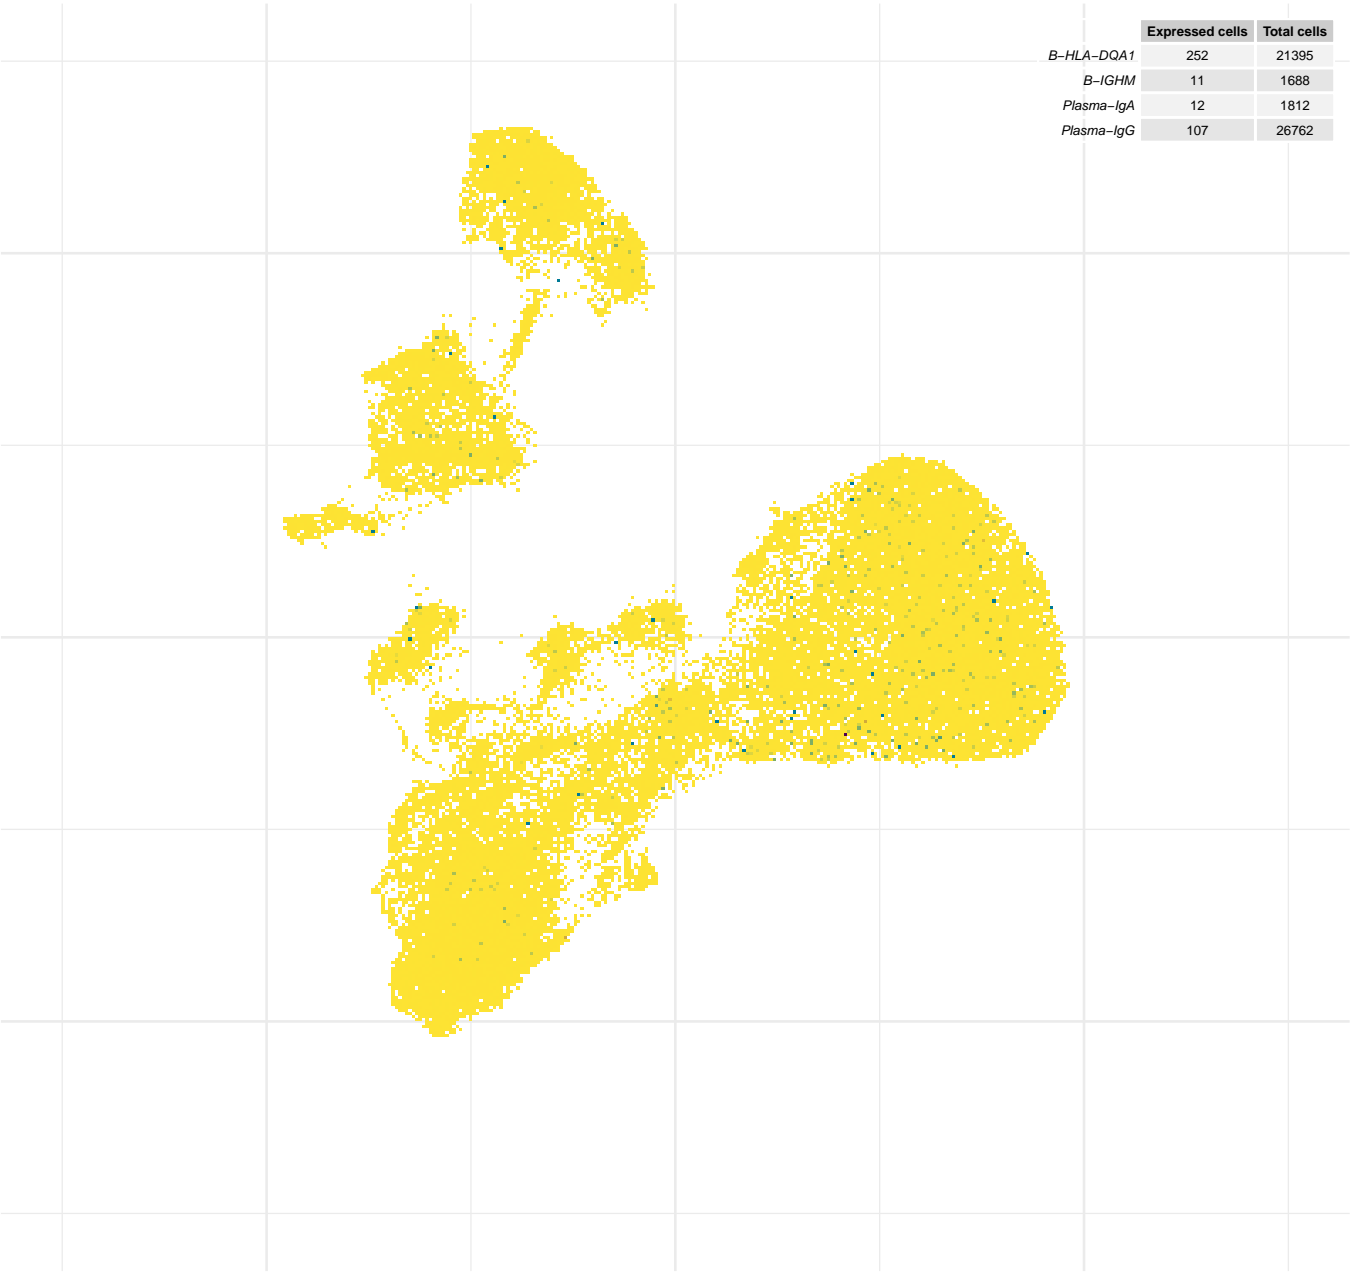 Expressed cells Total cells
B−HLA−DQA1 252 21395
B−IGHM 11 1688
Plasma−IgA 12 1812
Plasma−IgG 107 26762